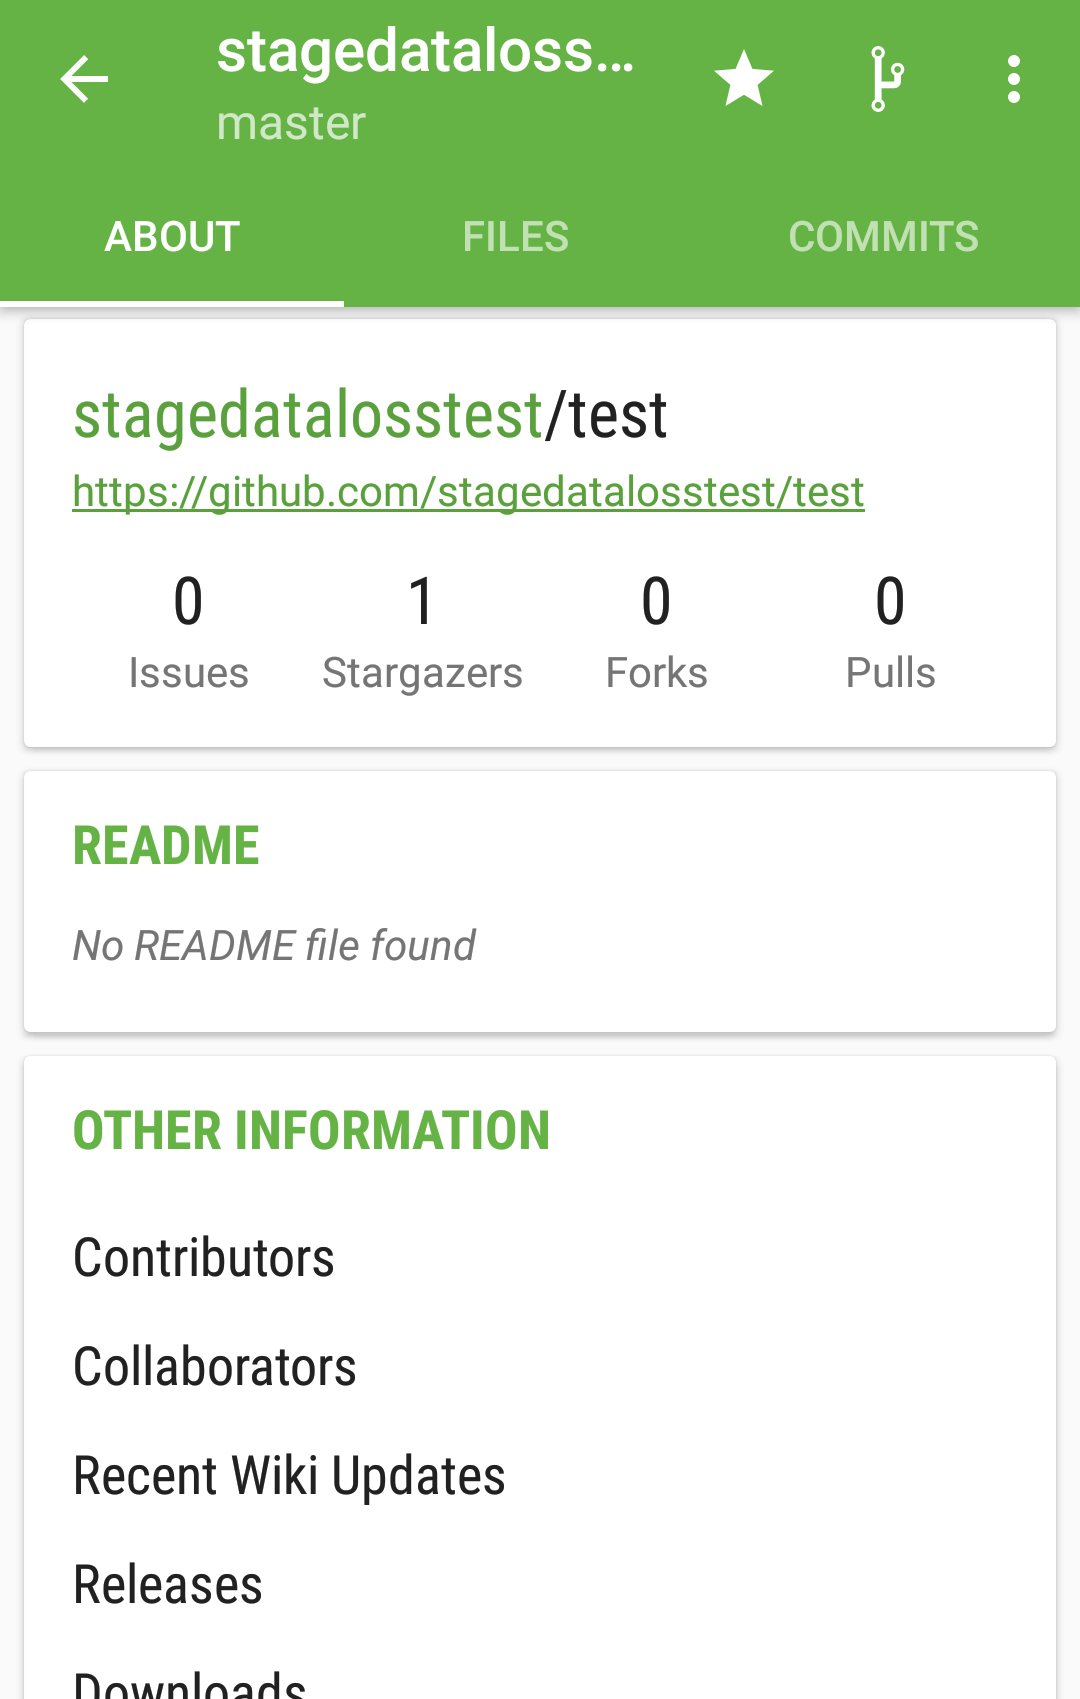 stagedataloss...
master
ABOUT
FILES
COMMITS
stagedatalosstest/test
https://github.com/stagedatalosstest/test
0
1
0
0
Issues
Stargazers
Forks
Pulls
README
No README file found
OTHER INFORMATION
Contributors
Collaborators
Recent Wiki Updates
Releases
Downloads